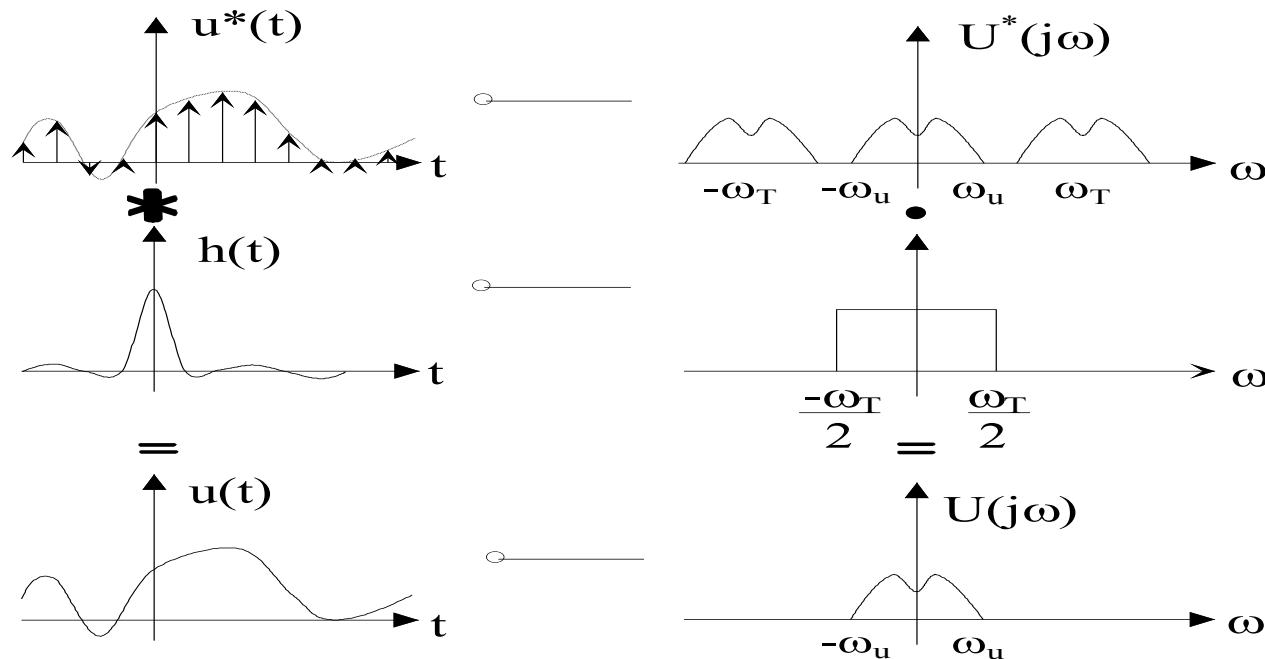 u*(t)
U*(jω)
t
ω
-ω_T
-ω_u
ω_u
ω_T
*
•
h(t)
t
ω
-ω_T
2
ω_T
2
=
=
u(t)
U(jω)
t
ω
-ω_u
ω_u